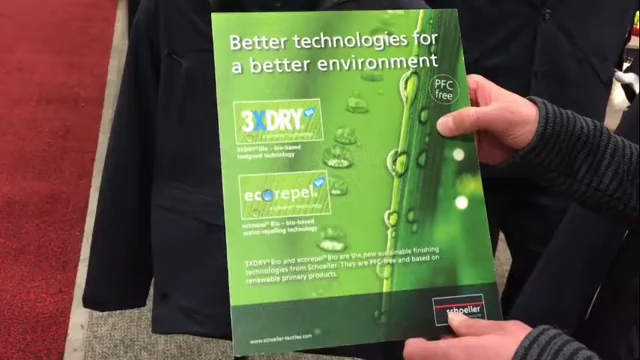 Better technologies for
a better environment
PFC
free
3XDRY
3XDRY® Bio – bio-based
ecorepel
ecorepel® Bio – bio-based
water-repelling technology
3XDRY® Bio and ecorepel® Bio are the new sustainable finishing
technologies from Schoeller. They are PFC-free and based on
renewable primary products.
schoeller
www.schoeller-textiles.com